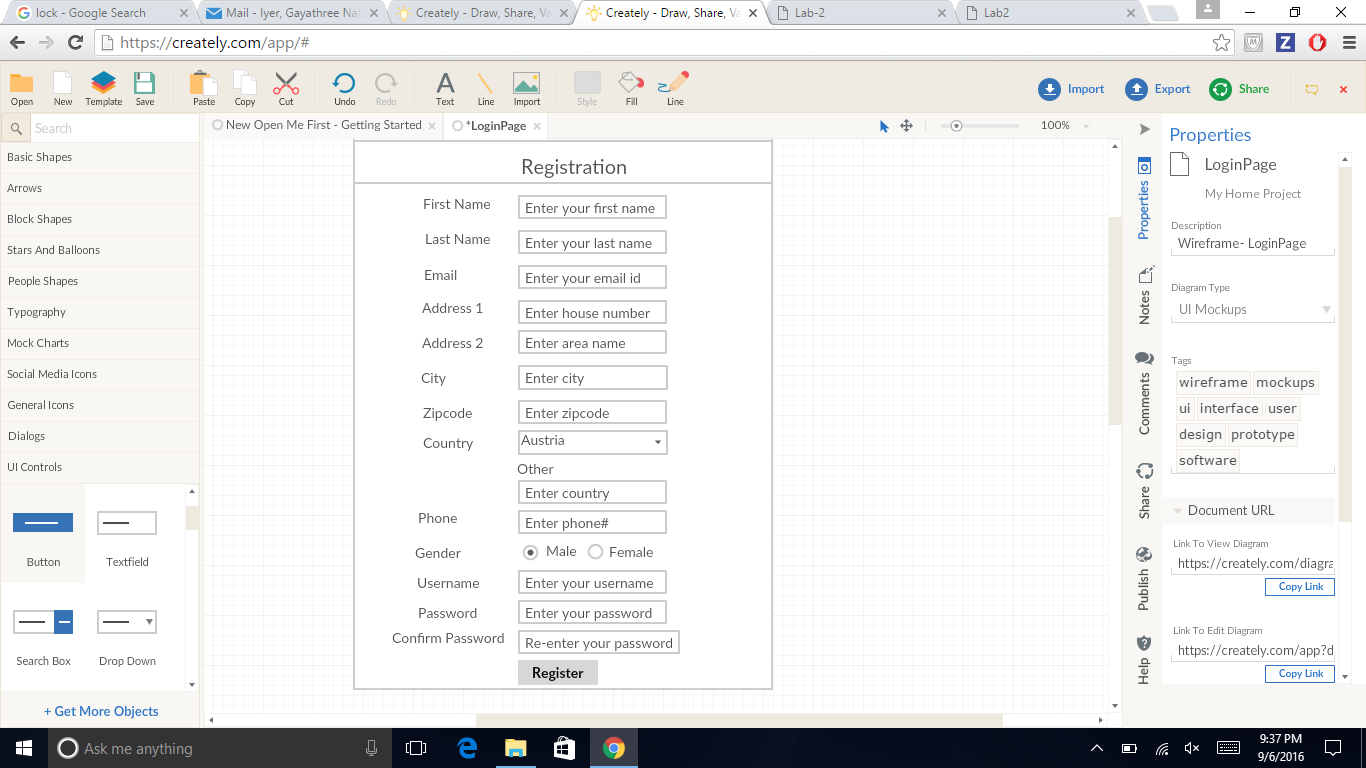 lock - Google Search
Mail - Iyer, Gayathree Na
Creately - Draw, Share, Va
Creately - Draw, Share, Va
Lab-2
Lab2
https://creately.com/app/#
Z
Open New Template Save Paste Copy Cut Undo Redo Text Line Import Style Fill Line
Import Export Share
Search
New Open Me First - Getting Started
*LoginPage
100%
Basic Shapes
Arrows
Block Shapes
Stars And Balloons
People Shapes
Typography
Mock Charts
Social Media Icons
General Icons
Dialogs
UI Controls
Button Textfield
Search Box Drop Down
+ Get More Objects
Registration
First Name Enter your first name
Last Name Enter your last name
Email Enter your email id
Address 1 Enter house number
Address 2 Enter area name
City Enter city
Zipcode Enter zipcode
Country Austria
Other
Enter country
Phone Enter phone#
Gender Male Female
Username Enter your username
Password Enter your password
Confirm Password Re-enter your password
Register
Properties
Notes
Comments
Share
Publish
Help
Properties
LoginPage
My Home Project
Description
Wireframe- LoginPage
Diagram Type
UI Mockups
Tags
wireframe mockups
ui interface user
design prototype
software
Document URL
Link To View Diagram
https://creately.com/diagra
Copy Link
Link To Edit Diagram
https://creately.com/app?d
Copy Link
Ask me anything
9:37 PM
9/6/2016